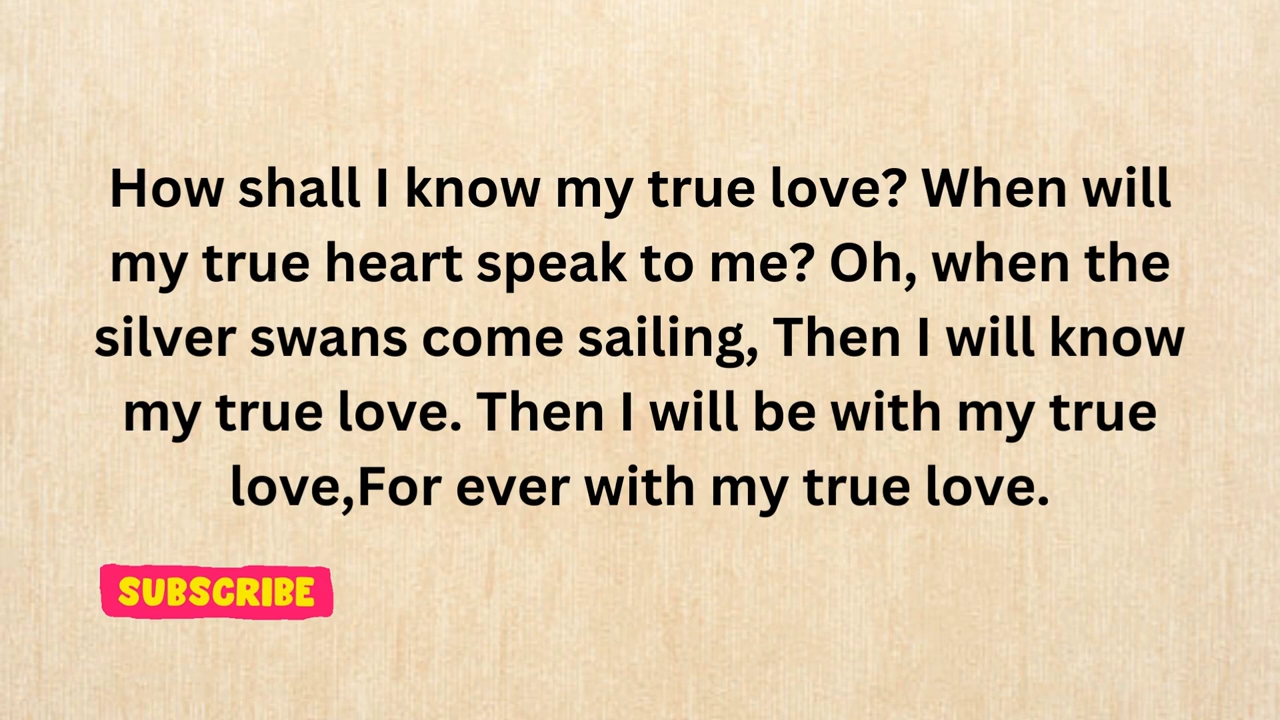 How shall I know my true love? When will
my true heart speak to me? Oh, when the
silver swans come sailing, Then I will know
my true love. Then I will be with my true
love,For ever with my true love.
SUBSCRIBE